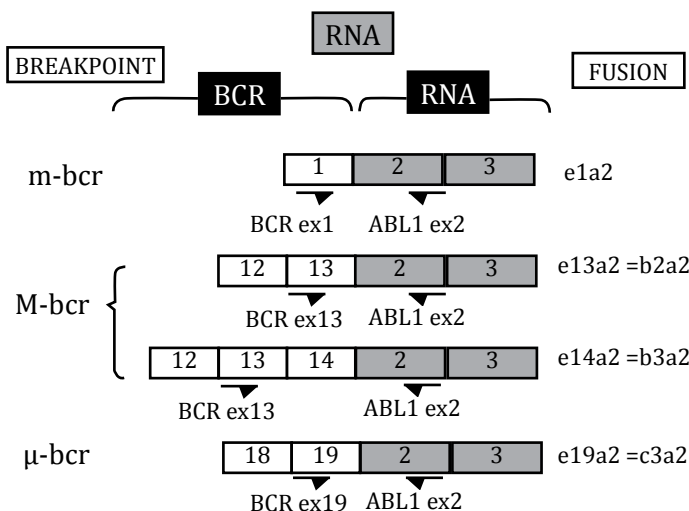 RNA
BREAKPOINT
FUSION
BCR
RNA
m-bcr
1 2 3
e1a2
BCR ex1 ABL1 ex2
M-bcr
12 13 2 3
e13a2 =b2a2
BCR ex13 ABL1 ex2
12 13 14 2 3
e14a2 =b3a2
BCR ex13 ABL1 ex2
µ-bcr
18 19 2 3
e19a2 =c3a2
BCR ex19 ABL1 ex2